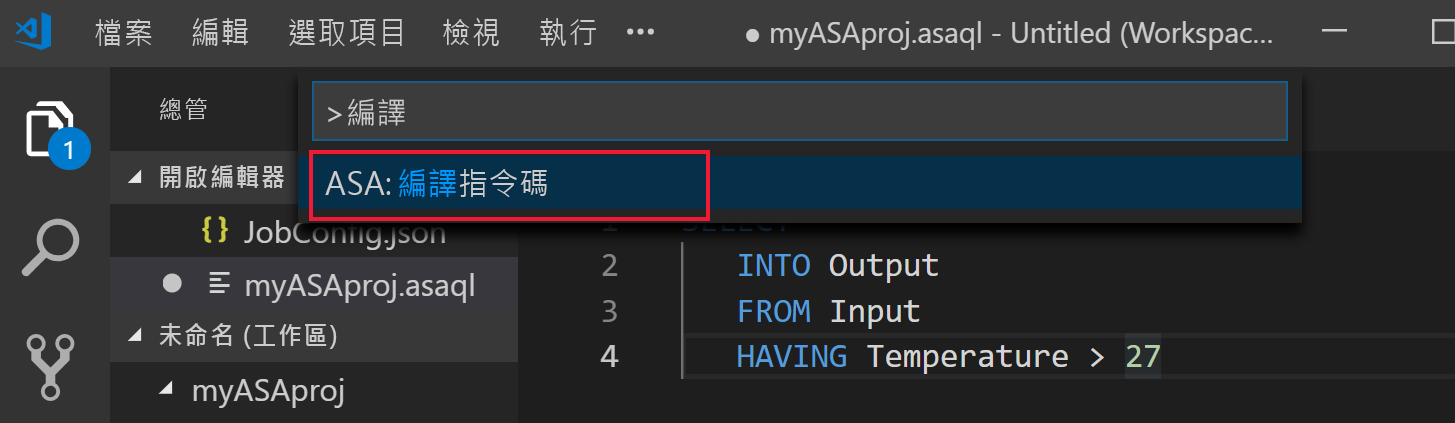 檔案 編輯 選取項目 檢視 執行 ••• ● myASAproj.asaql - Untitled (Workspac...
總管
>編譯
1
ASA: 編譯指令碼
開啟編輯器
{} JobConfig.json
myASAproj.asaql
未命名 (工作區)
myASAproj
1 SELECT
2 INTO Output
3 FROM Input
4 HAVING Temperature > 27